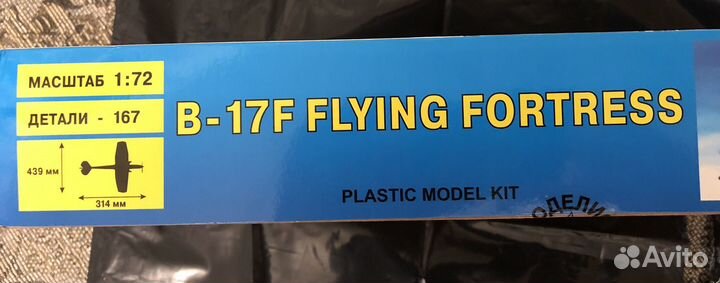 МАСШТАБ 1:72
ДЕТАЛИ - 167
439 мм
314 мм
B-17F FLYING FORTRESS
PLASTIC MODEL KIT
Avito